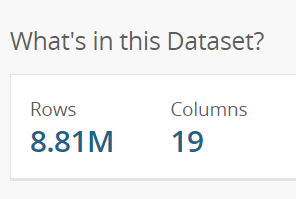 What's in this Dataset?
Rows Columns
8.81M 19